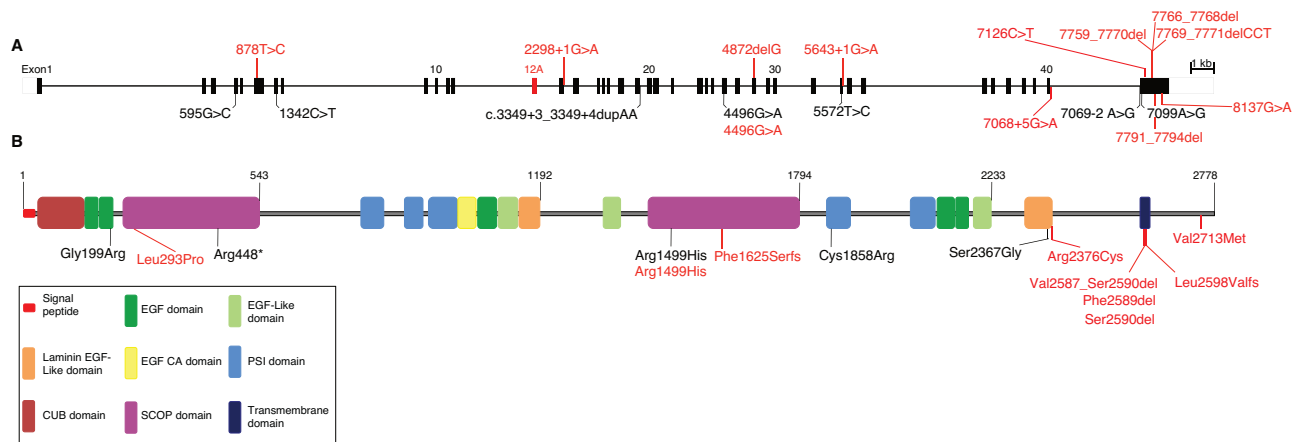 A
Exon1
878T>C
595G>C
1342C>T
10
12A
2298+1G>A
c.3349+3_3349+4dupAA
20
4872delG
4496G>A
4496G>A
30
5643+1G>A
5572T>C
40
7126C>T
7759_7770del
7766_7768del
7769_7771delCCT
1 kb
7068+5G>A
7069-2 A>G
7099A>G
7791_7794del
8137G>A
B
1
543
1192
1794
2233
2778
Gly199Arg
Leu293Pro
Arg448*
Arg1499His
Arg1499His
Phe1625Serfs
Cys1858Arg
Ser2367Gly
Arg2376Cys
Val2587_Ser2590del
Phe2589del
Ser2590del
Leu2598Valfs
Val2713Met
Signal
peptide
EGF domain
EGF-Like
domain
Laminin EGF-
Like domain
EGF CA domain
PSI domain
CUB domain
SCOP domain
Transmembrane
domain